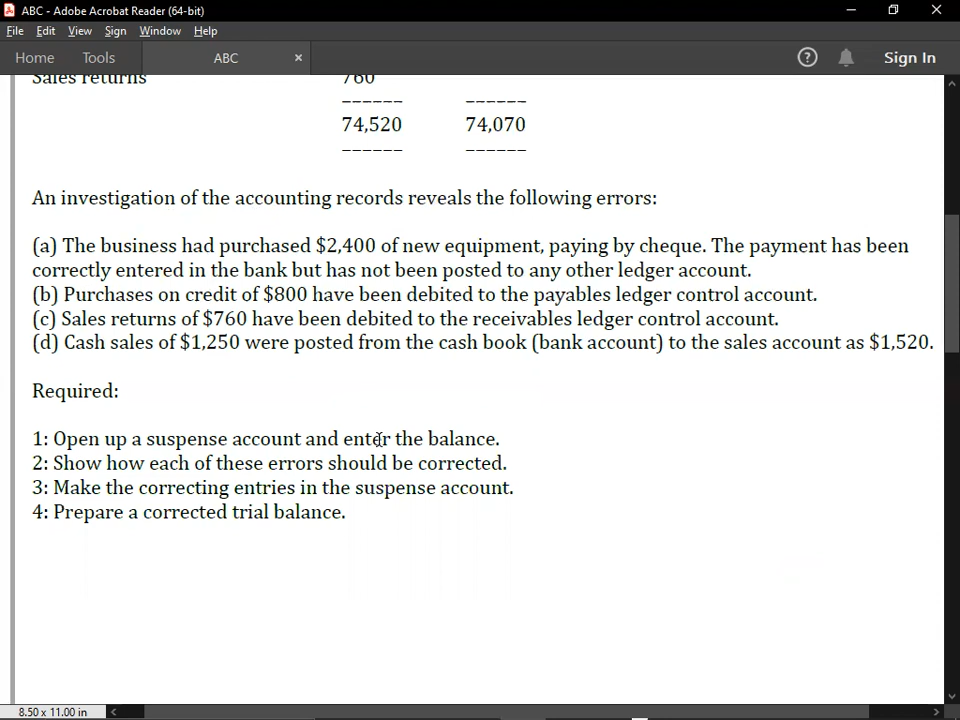 ABC - Adobe Acrobat Reader (64-bit)
File Edit View Sign Window Help
Home Tools ABC × ? Sign In
Sales returns 760
------ ------
74,520 74,070
------ ------
An investigation of the accounting records reveals the following errors:
(a) The business had purchased $2,400 of new equipment, paying by cheque. The payment has been
correctly entered in the bank but has not been posted to any other ledger account.
(b) Purchases on credit of $800 have been debited to the payables ledger control account.
(c) Sales returns of $760 have been debited to the receivables ledger control account.
(d) Cash sales of $1,250 were posted from the cash book (bank account) to the sales account as $1,520.
Required:
1: Open up a suspense account and enter the balance.
2: Show how each of these errors should be corrected.
3: Make the correcting entries in the suspense account.
4: Prepare a corrected trial balance.
8.50 x 11.00 in